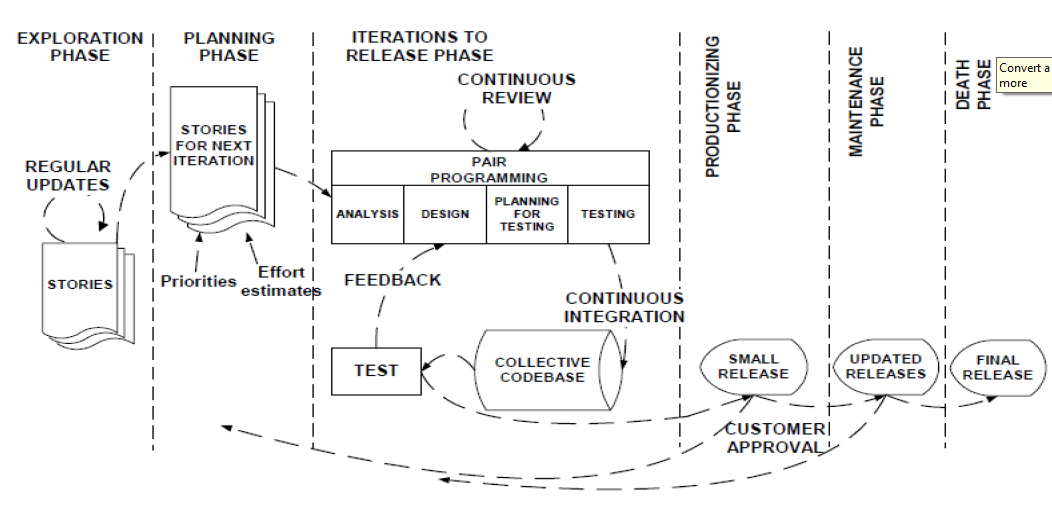 EXPLORATION
PHASE
PLANNING
PHASE
ITERATIONS TO
RELEASE PHASE
PRODUCTIONIZING
PHASE
MAINTENANCE
PHASE
DEATH
PHASE
Convert a
more
CONTINUOUS
REVIEW
STORIES
FOR NEXT
ITERATION
REGULAR
UPDATES
PAIR
PROGRAMMING
ANALYSIS
DESIGN
PLANNING
FOR
TESTING
TESTING
STORIES
Priorities
Effort
estimates
FEEDBACK
CONTINUOUS
INTEGRATION
TEST
COLLECTIVE
CODEBASE
SMALL
RELEASE
UPDATED
RELEASES
FINAL
RELEASE
CUSTOMER
APPROVAL